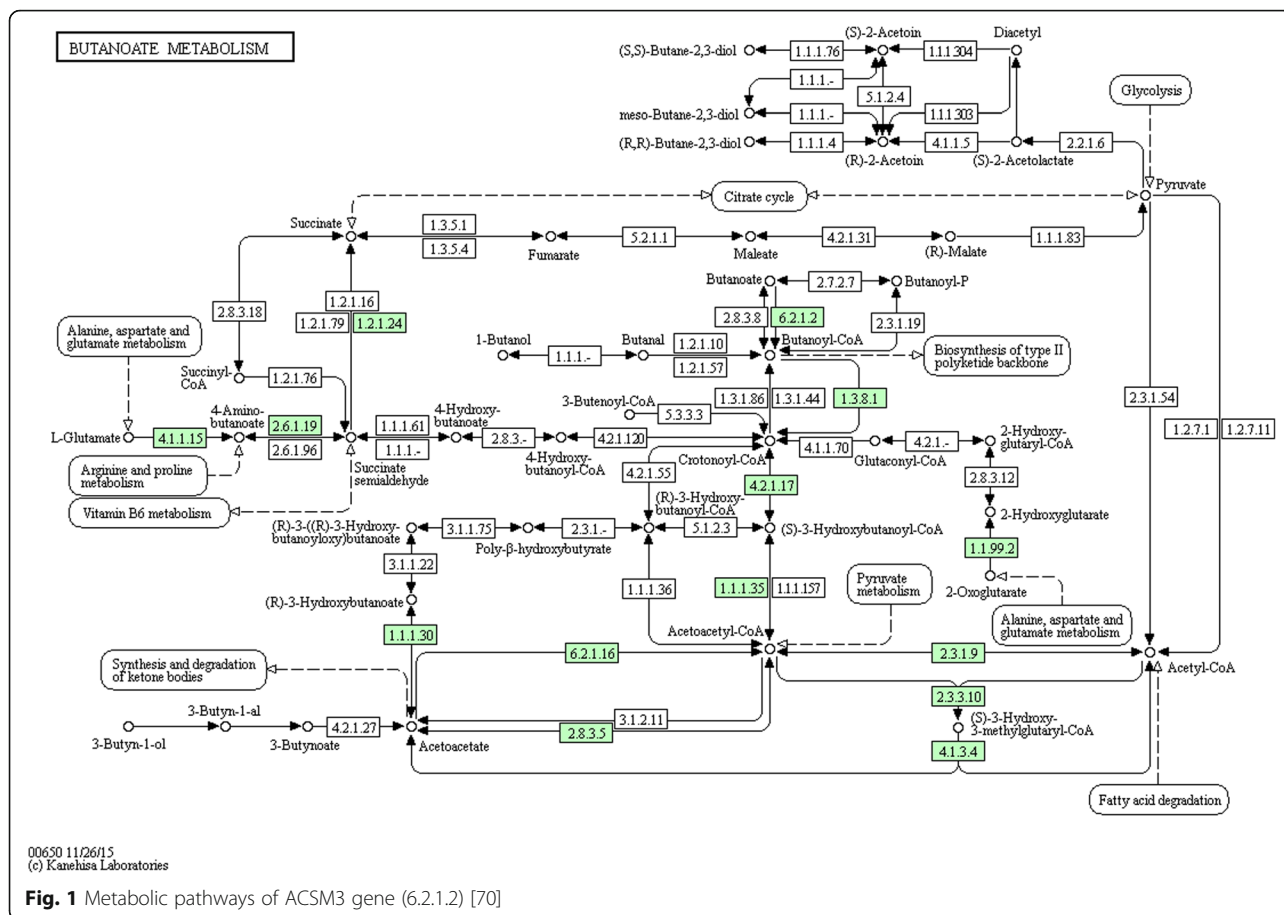 BUTANOATE METABOLISM
(S)-2-Acetoin
Diacetyl
(S,S)-Butane-2,3-diol
1.1.1.76
1.1.1.304
1.1.1.-
5.1.2.4
Glycolysis
meso-Butane-2,3-diol
1.1.1.-
1.1.1.303
(R,R)-Butane-2,3-diol
1.1.1.4
4.1.1.5
2.2.1.6
(R)-2-Acetoin
(S)-2-Acetolactate
Pyruvate
Citrate cycle
Succinate
1.3.5.1
1.3.5.4
Fumarate
5.2.1.1
Maleate
4.2.1.31
(R)-Malate
1.1.1.83
Butanoate
2.7.2.7
Butanoyl-P
2.8.3.18
1.2.1.16
1.2.1.79
1.2.1.24
2.8.3.8
6.2.1.2
2.3.1.19
Alanine, aspartate and
glutamate metabolism
1-Butanol
1.1.1.-
Butanal
1.2.1.10
1.2.1.57
Butanoyl-CoA
Biosynthesis of type II
polyketide backbone
Succinyl-
CoA
1.2.1.76
3-Butenoyl-CoA
5.3.3.3
1.3.1.86
1.3.1.44
1.3.8.1
2.3.1.54
1.2.7.1
1.2.7.11
L-Glutamate
4.1.1.15
4-Amino-
butanoate
2.6.1.19
2.6.1.96
1.1.1.61
1.1.1.-
Succinate
semialdehyde
4-Hydroxy-
butanoate
2.8.3.-
4-Hydroxy-
butanoyl-CoA
4.2.1.120
Crotonoyl-CoA
4.1.1.70
Glutaconyl-CoA
4.2.1.-
2-Hydroxy-
glutaryl-CoA
Arginine and proline
metabolism
Vitamin B6 metabolism
4.2.1.55
4.2.1.17
2.8.3.12
(R)-3-Hydroxy-
butanoyl-CoA
2-Hydroxyglutarate
(R)-3-((R)-3-Hydroxy-
butanoyloxy)butanoate
3.1.1.75
Poly-β-hydroxybutyrate
2.3.1.-
5.1.2.3
(S)-3-Hydroxybutanoyl-CoA
1.1.99.2
3.1.1.22
1.1.1.36
1.1.1.35
1.1.1.157
Pyruvate
metabolism
2-Oxoglutarate
(R)-3-Hydroxybutanoate
Alanine, aspartate and
glutamate metabolism
1.1.1.30
Acetoacetyl-CoA
Synthesis and degradation
of ketone bodies
6.2.1.16
2.3.1.9
Acetyl-CoA
2.3.3.10
3-Butyn-1-ol
3-Butyn-1-al
3-Butynoate
4.2.1.27
Acetoacetate
3.1.2.11
2.8.3.5
(S)-3-Hydroxy-
3-methylglutaryl-CoA
4.1.3.4
Fatty acid degradation
00650 11/26/15
(c) Kanehisa Laboratories
Fig. 1 Metabolic pathways of ACSM3 gene (6.2.1.2) [70]